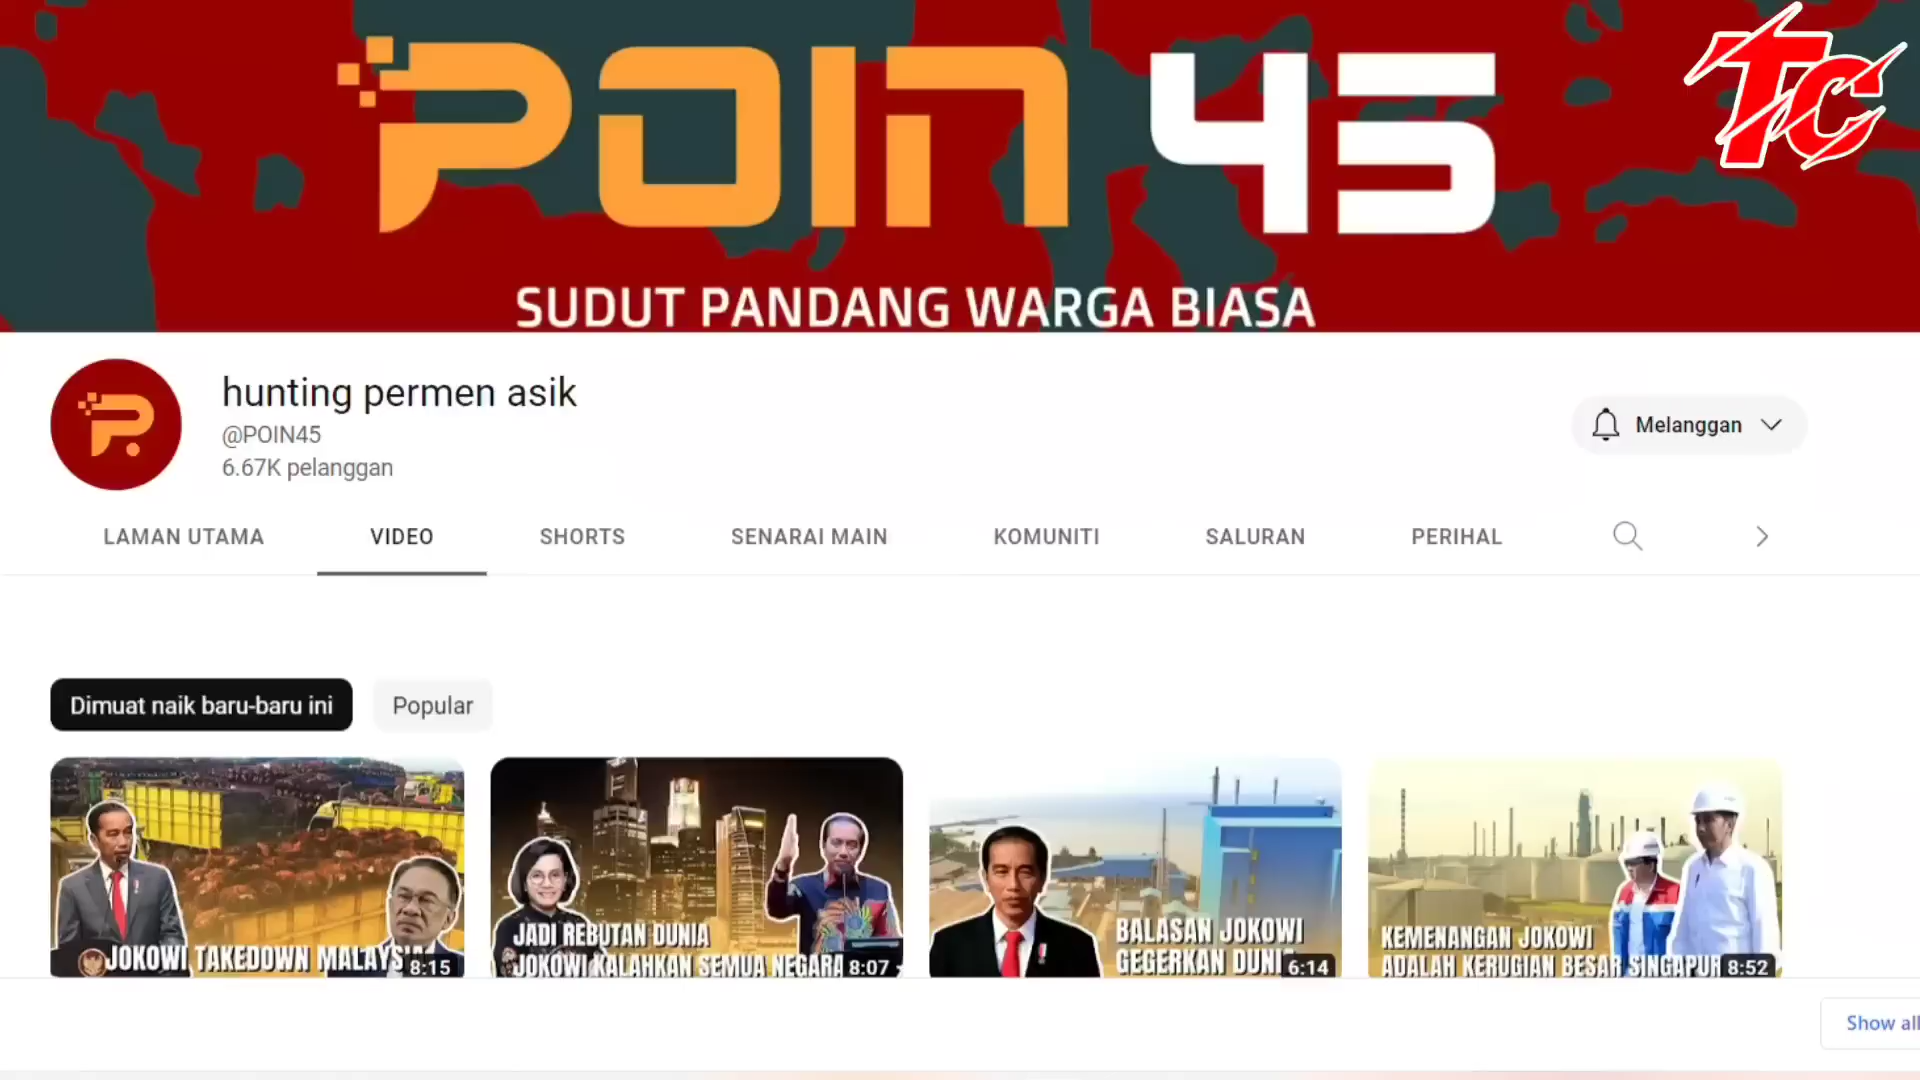 POIN 45
TC
SUDUT PANDANG WARGA BIASA
hunting permen asik
@POIN45
6.67K pelanggan
Melanggan
LAMAN UTAMA
VIDEO
SHORTS
SENARAI MAIN
KOMUNITI
SALURAN
PERIHAL
Dimuat naik baru-baru ini
Popular
JOKOWI TAKEDOWN MALAYSIA
8:15
JADI REBUTAN DUNIA
JOKOWI KALAHKAN SEMUA NEGARA
8:07
BALASAN JOKOWI
GEGERKAN DUNI
6:14
KEMENANGAN JOKOWI
ADALAH KERUGIAN BESAR SINGAPUR
8:52
Show all